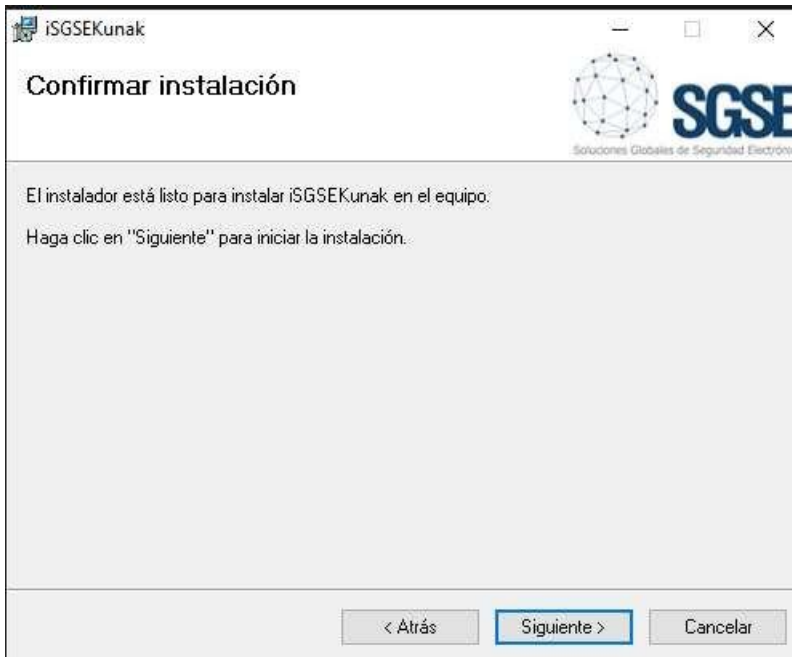 iSGSEKunak
Confirmar instalación
SGSE
Soluciones Globales de Seguridad Electrón
El instalador está listo para instalar iSGSEKunak en el equipo.
Haga clic en "Siguiente" para iniciar la instalación.
< Atrás
Siguiente >
Cancelar